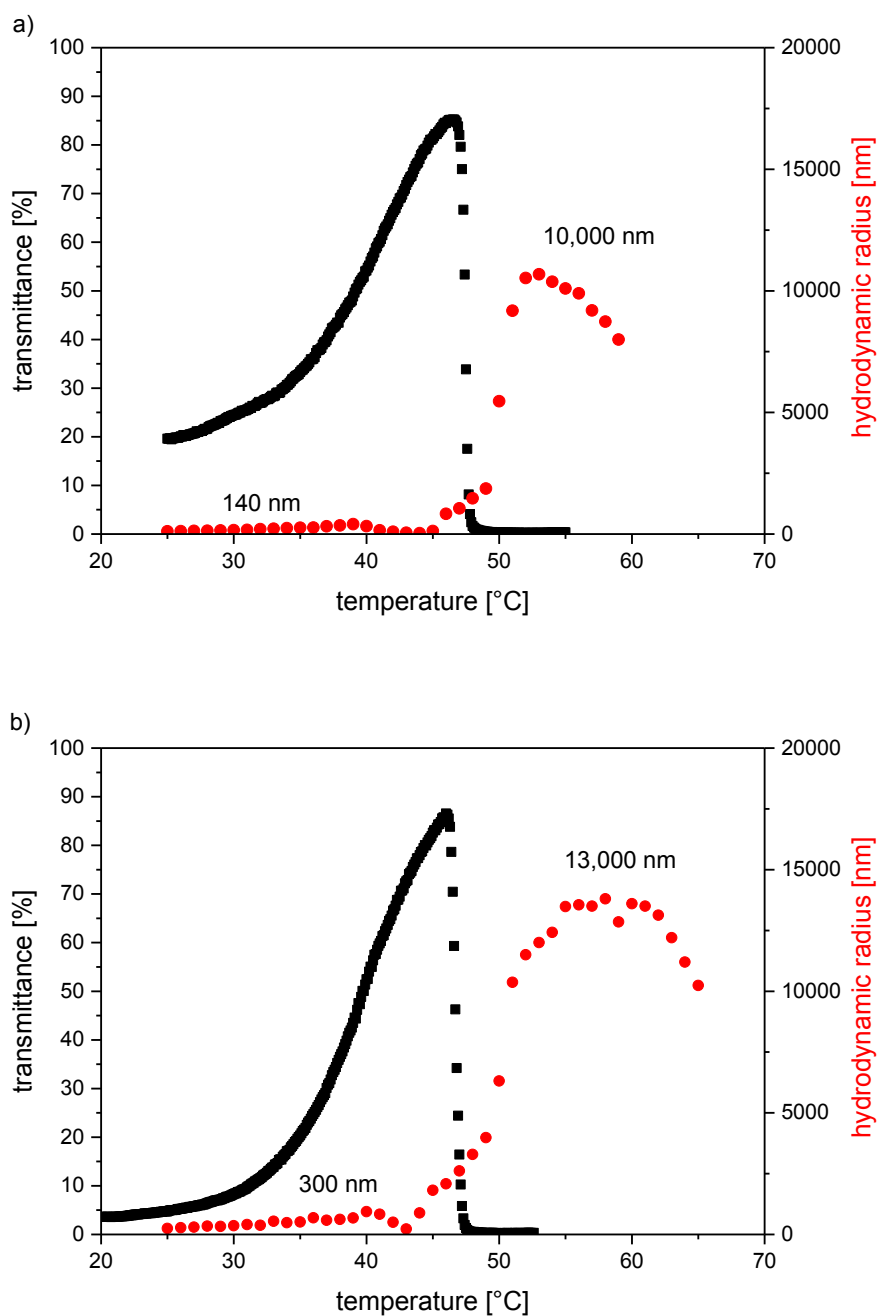 a)
100
90
80
70
60
50
40
30
20
10
0
transmittance [%]
20000
15000
10000
5000
0
hydrodynamic radius [nm]
10,000 nm
140 nm
20 30 40 50 60 70
temperature [°C]
b)
100
90
80
70
60
50
40
30
20
10
0
transmittance [%]
20000
15000
10000
5000
0
hydrodynamic radius [nm]
13,000 nm
300 nm
20 30 40 50 60 70
temperature [°C]